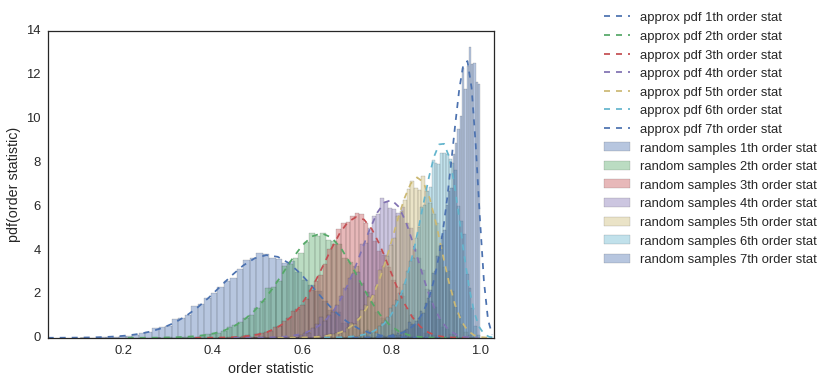 14
12
10
8
6
4
2
0
pdf(order statistic)
0.2 0.4 0.6 0.8 1.0
order statistic
approx pdf 1th order stat
approx pdf 2th order stat
approx pdf 3th order stat
approx pdf 4th order stat
approx pdf 5th order stat
approx pdf 6th order stat
approx pdf 7th order stat
random samples 1th order stat
random samples 2th order stat
random samples 3th order stat
random samples 4th order stat
random samples 5th order stat
random samples 6th order stat
random samples 7th order stat